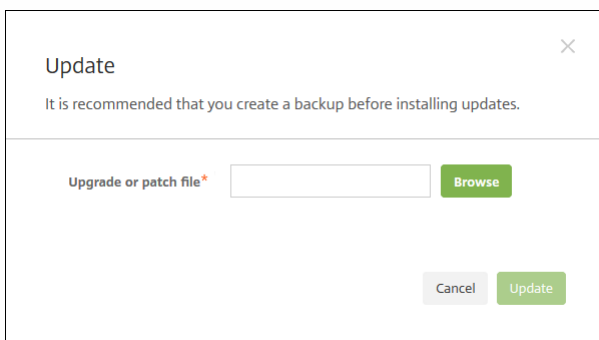 Update
It is recommended that you create a backup before installing updates.
Upgrade or patch file*
Browse
Cancel Update